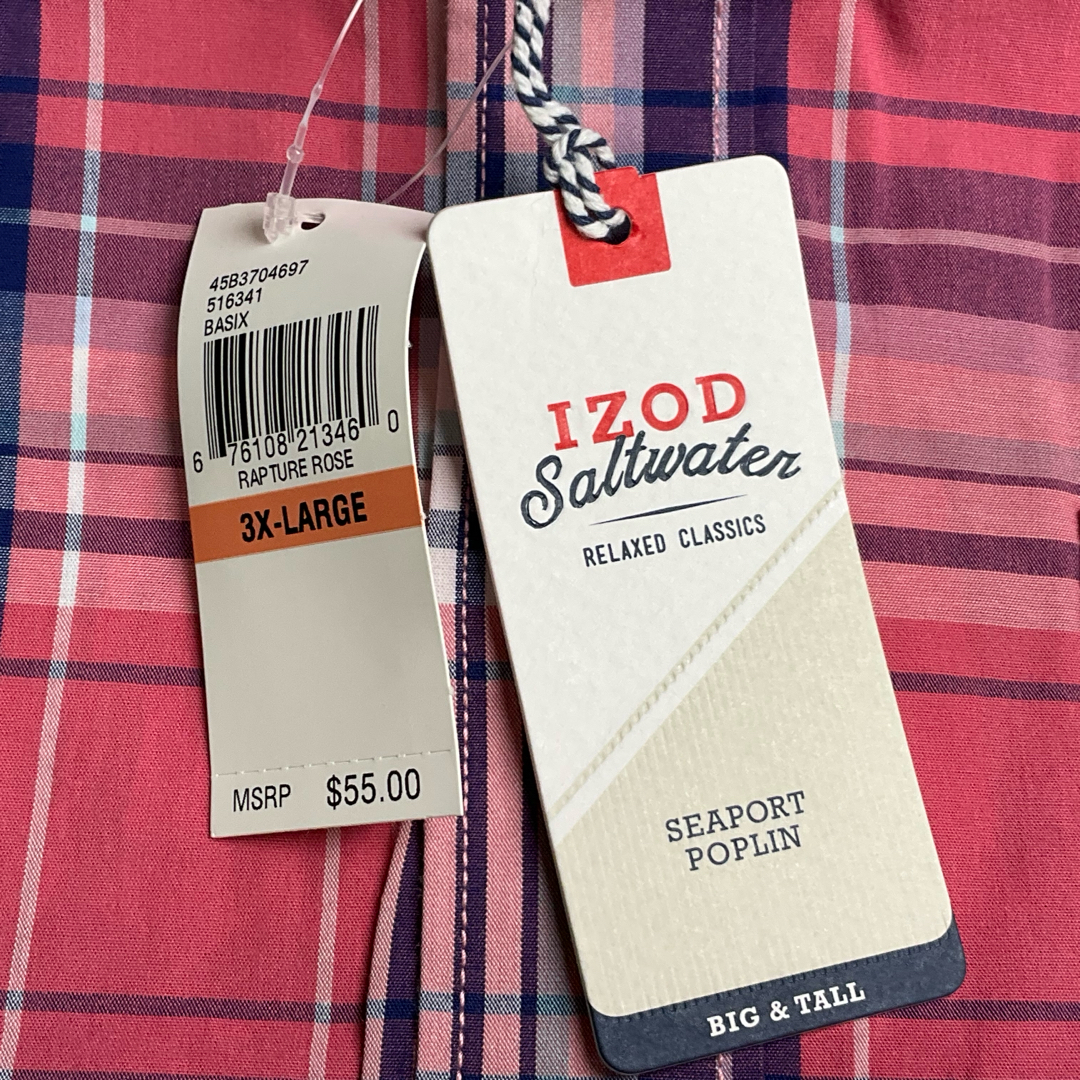 45B3704697
516341
BASIX
6 76108 21346 0
RAPTURE ROSE
3X-LARGE
MSRP $55.00
IZOD
Saltwater
RELAXED CLASSICS
SEAPORT
POPLIN
BIG & TALL